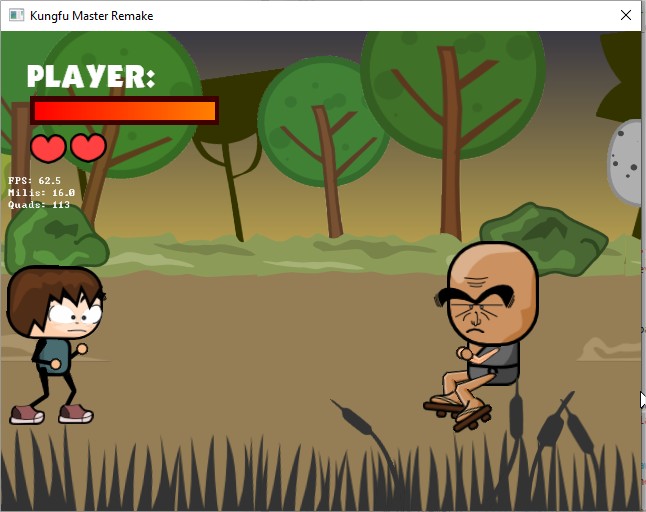 Kungfu Master Remake
PLAYER:
FPS: 62.5
Milis: 16.0
Quads: 113